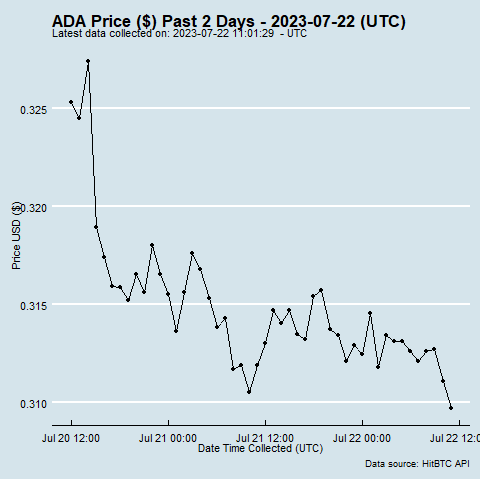 ADA Price ($) Past 2 Days - 2023-07-22 (UTC)
Latest data collected on: 2023-07-22 11:01:29 - UTC
0.325
0.320
0.315
0.310
Price USD ($)
Jul 20 12:00 Jul 21 00:00 Jul 21 12:00 Jul 22 00:00 Jul 22 12:00
Date Time Collected (UTC)
Data source: HitBTC API